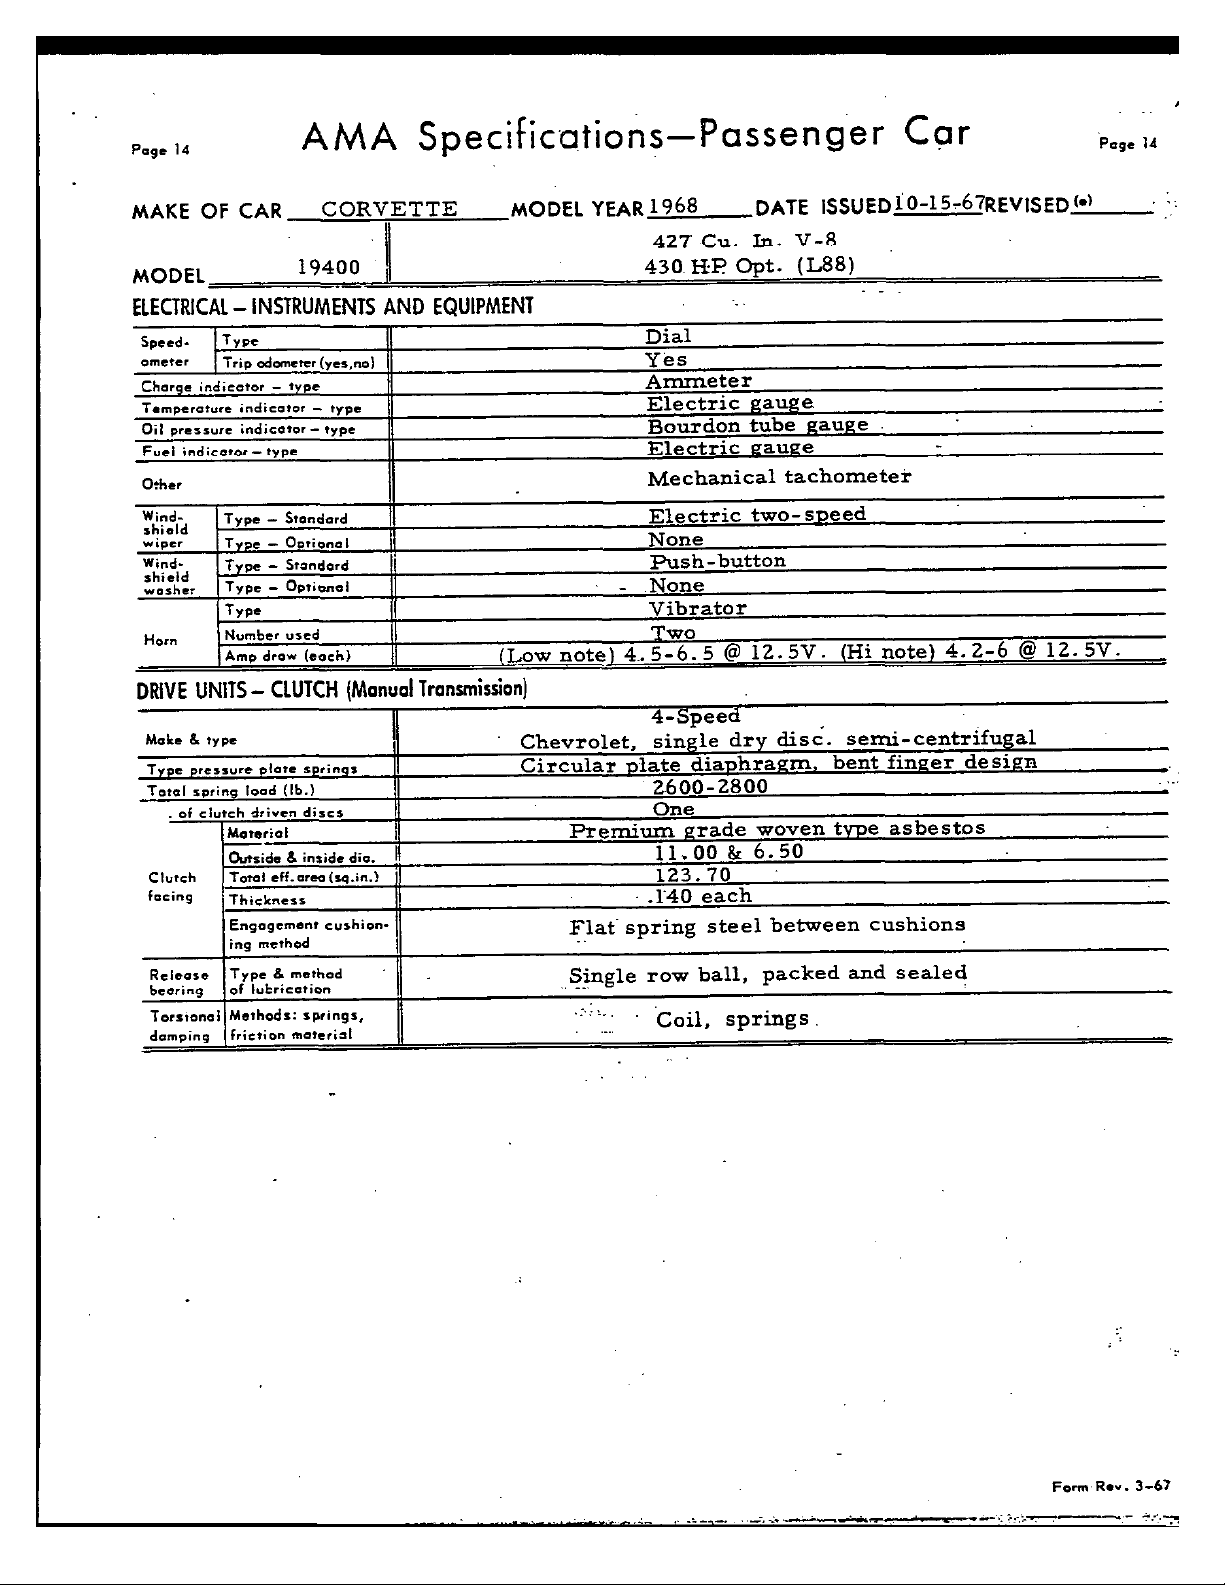 Page 14 AMA Specifications—Passenger Car Page 14
MAKE OF CAR CORVETTE MODEL YEAR 1968 DATE ISSUED 10-15-67 REVISED (•)
427 Cu. In. V-8
MODEL 19400 430 H.P. Opt. (L88)
ELECTRICAL – INSTRUMENTS AND EQUIPMENT
Speed-ometer Type Dial
Trip odometer (yes,no) Yes
Charge indicator – type Ammeter
Temperature indicator – type Electric gauge
Oil pressure indicator – type Bourdon tube gauge
Fuel indicator – type Electric gauge
Other Mechanical tachometer
Wind-shield wiper Type – Standard Electric two-speed
Type – Optional None
Wind-shield washer Type – Standard Push-button
Type – Optional None
Horn Type Vibrator
Number used Two
Amp draw (each) (Low note) 4.5-6.5 @ 12.5V. (Hi note) 4.2-6 @ 12.5V.
DRIVE UNITS – CLUTCH (Manual Transmission)
4-Speed
Make & type Chevrolet, single dry disc. semi-centrifugal
Type pressure plate springs Circular plate diaphragm, bent finger design
Total spring load (lb.) 2600-2800
. of clutch driven discs One
Clutch facing Material Premium grade woven type asbestos
Outside & inside dia. 11.00 & 6.50
Total eff. area (sq.in.) 123.70
Thickness .140 each
Engagement cushion-ing method Flat spring steel between cushions
Release bearing Type & method of lubrication Single row ball, packed and sealed
Torsional damping Methods: springs, friction material Coil, springs.
Form Rev. 3-67